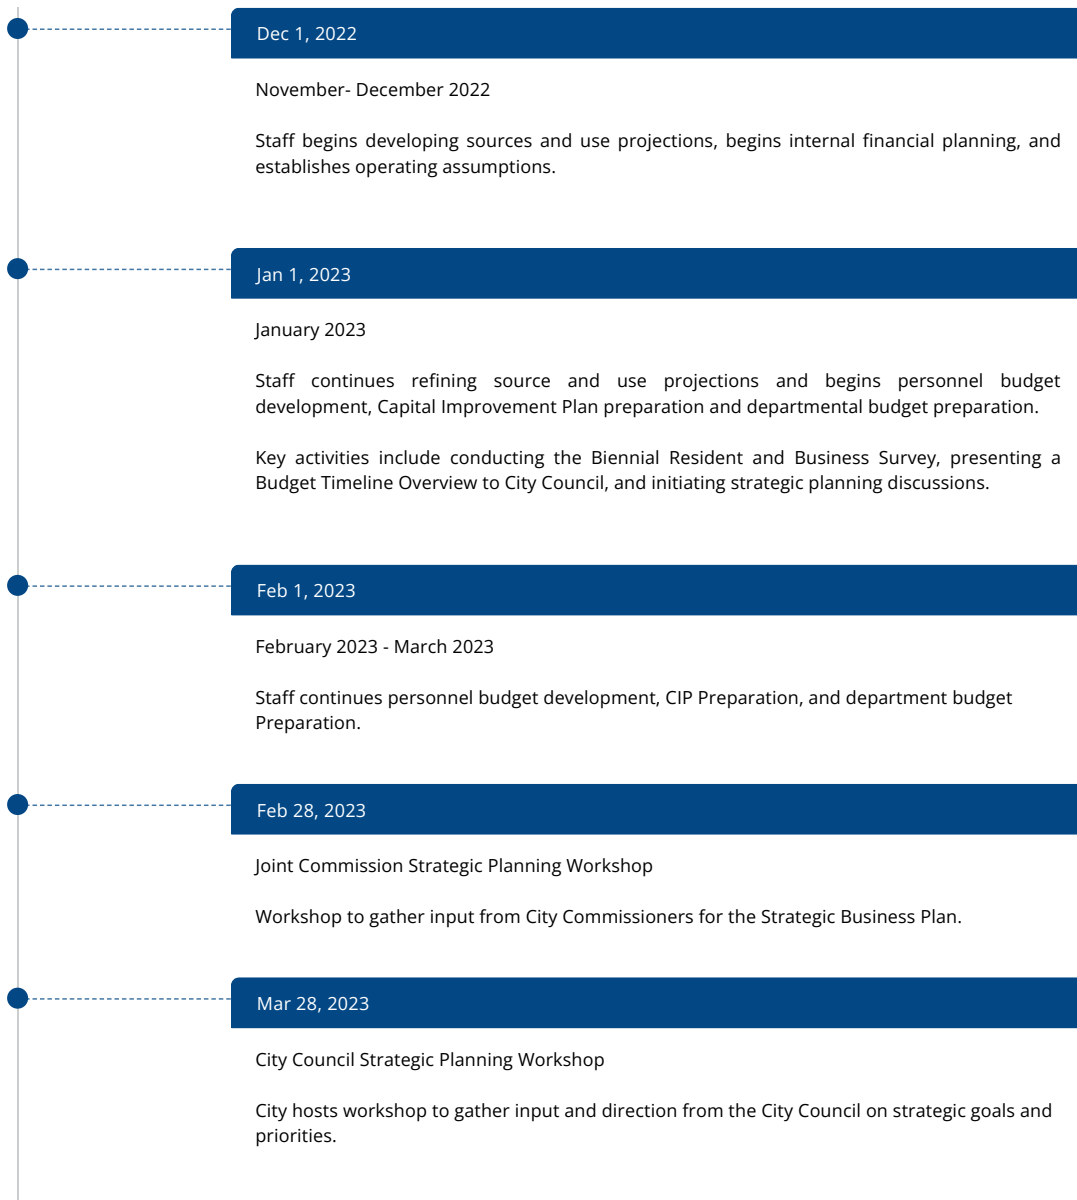 Dec 1, 2022
November- December 2022
Staff begins developing sources and use projections, begins internal financial planning, and
establishes operating assumptions.
Jan 1, 2023
January 2023
Staff continues refining source and use projections and begins personnel budget
development, Capital Improvement Plan preparation and departmental budget preparation.
Key activities include conducting the Biennial Resident and Business Survey, presenting a
Budget Timeline Overview to City Council, and initiating strategic planning discussions.
Feb 1, 2023
February 2023 - March 2023
Staff continues personnel budget development, CIP Preparation, and department budget
Preparation.
Feb 28, 2023
Joint Commission Strategic Planning Workshop
Workshop to gather input from City Commissioners for the Strategic Business Plan.
Mar 28, 2023
City Council Strategic Planning Workshop
City hosts workshop to gather input and direction from the City Council on strategic goals and
priorities.